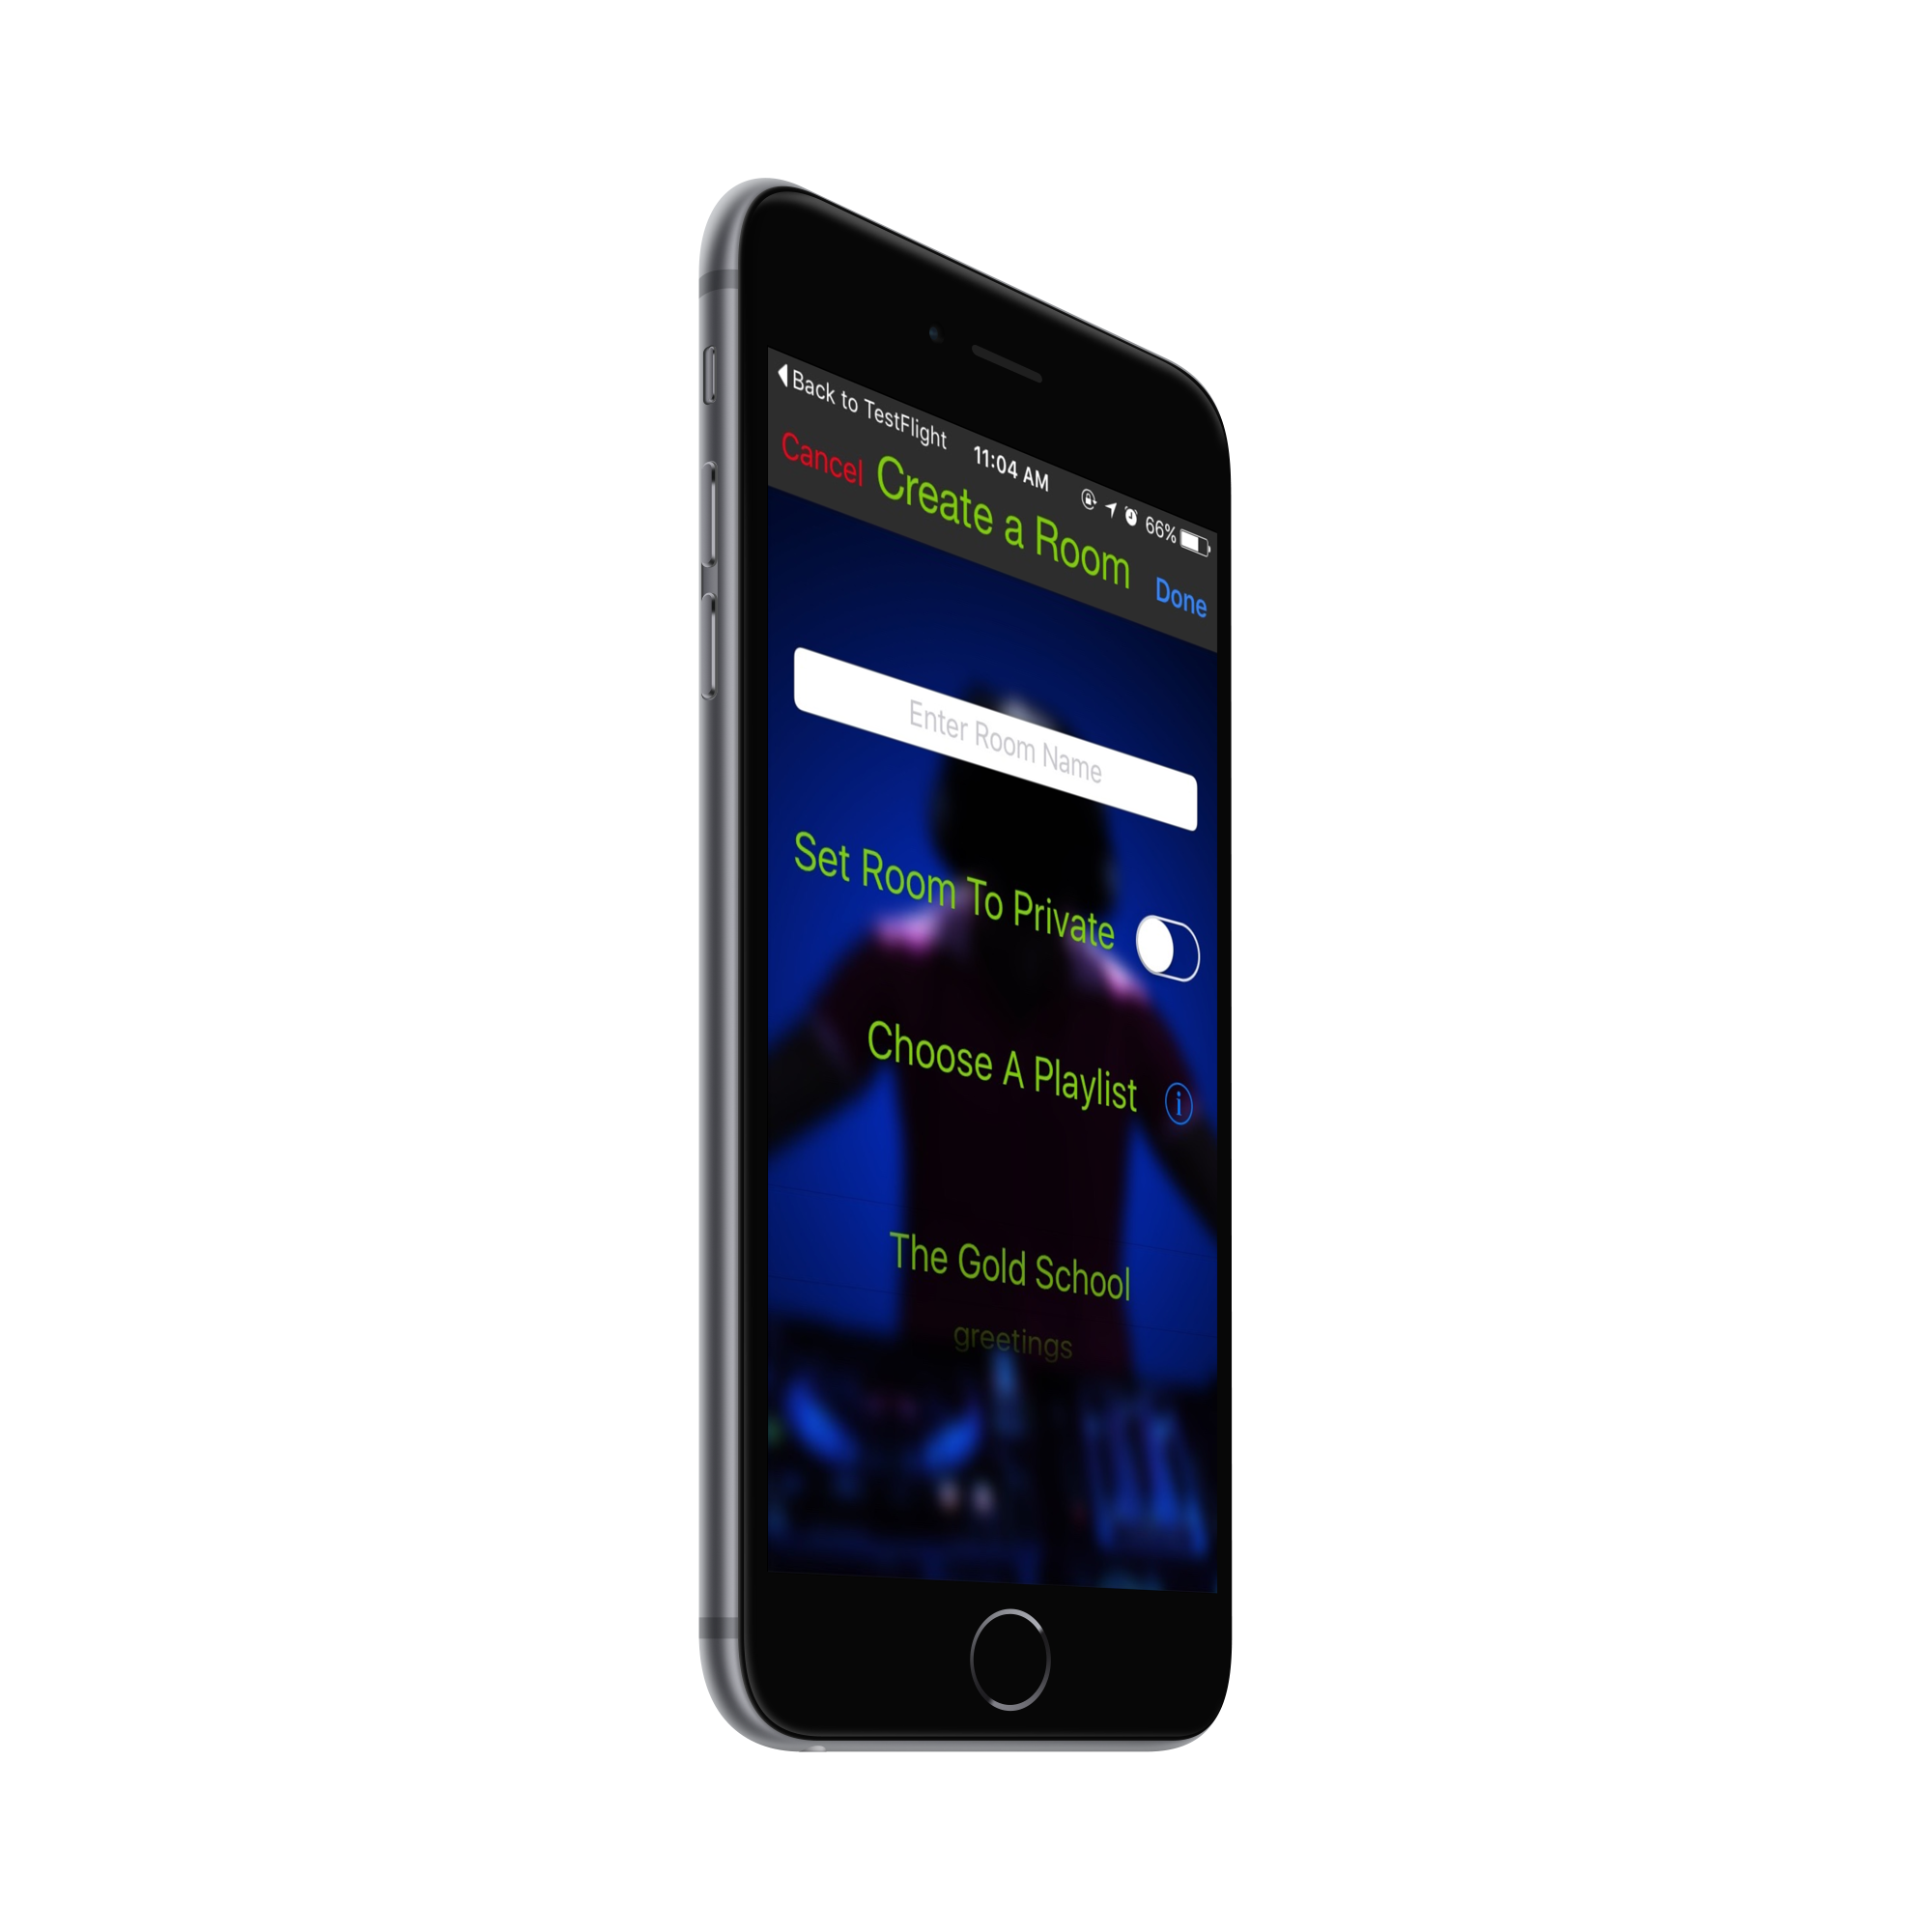 Back to TestFlight 11:04 AM 66%
Cancel Create a Room Done
Enter Room Name
Set Room To Private
Choose A Playlist i
The Gold School
greetings